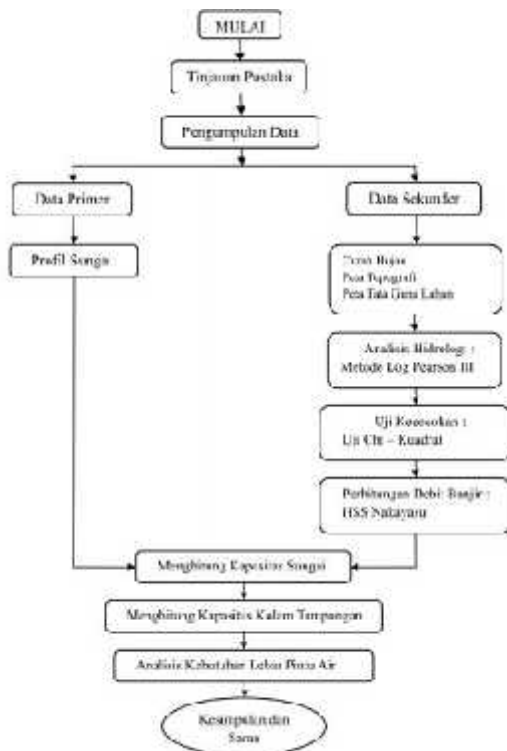 MULAI
Tinjauan Pustaka
Pengumpulan Data
Data Primer
Data Sekunder
Profil Sungai
Hujan
Peta Topografi
Peta Tata Guna Lahan
Analisis Hidrologi :
Metode Log Pearson III
Uji Kecocokan :
Uji Chi – Kuadrat
Perhitungan Debit Banjir :
HSS Nakayasu
Menghitung Kapasitas Sungai
Menghitung Kapasitas Kolam Tampungan
Analisis Kebutuhan Lebar Pintu Air
Kesimpulan dan
Saran